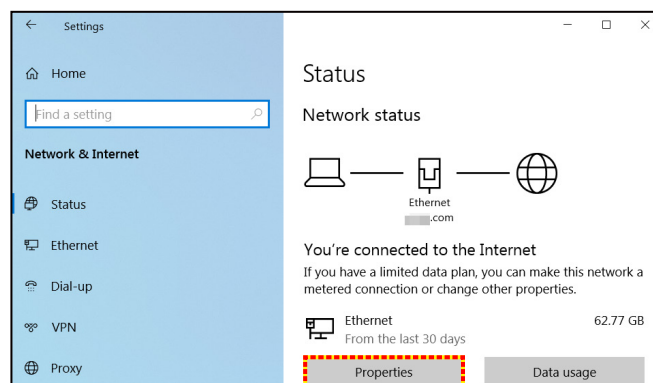 Settings
Home
Find a setting
Network & Internet
Status
Ethernet
Dial-up
VPN
Proxy
Status
Network status
Ethernet
.com
You're connected to the Internet
If you have a limited data plan, you can make this network a
metered connection or change other properties.
Ethernet 62.77 GB
From the last 30 days
Properties Data usage